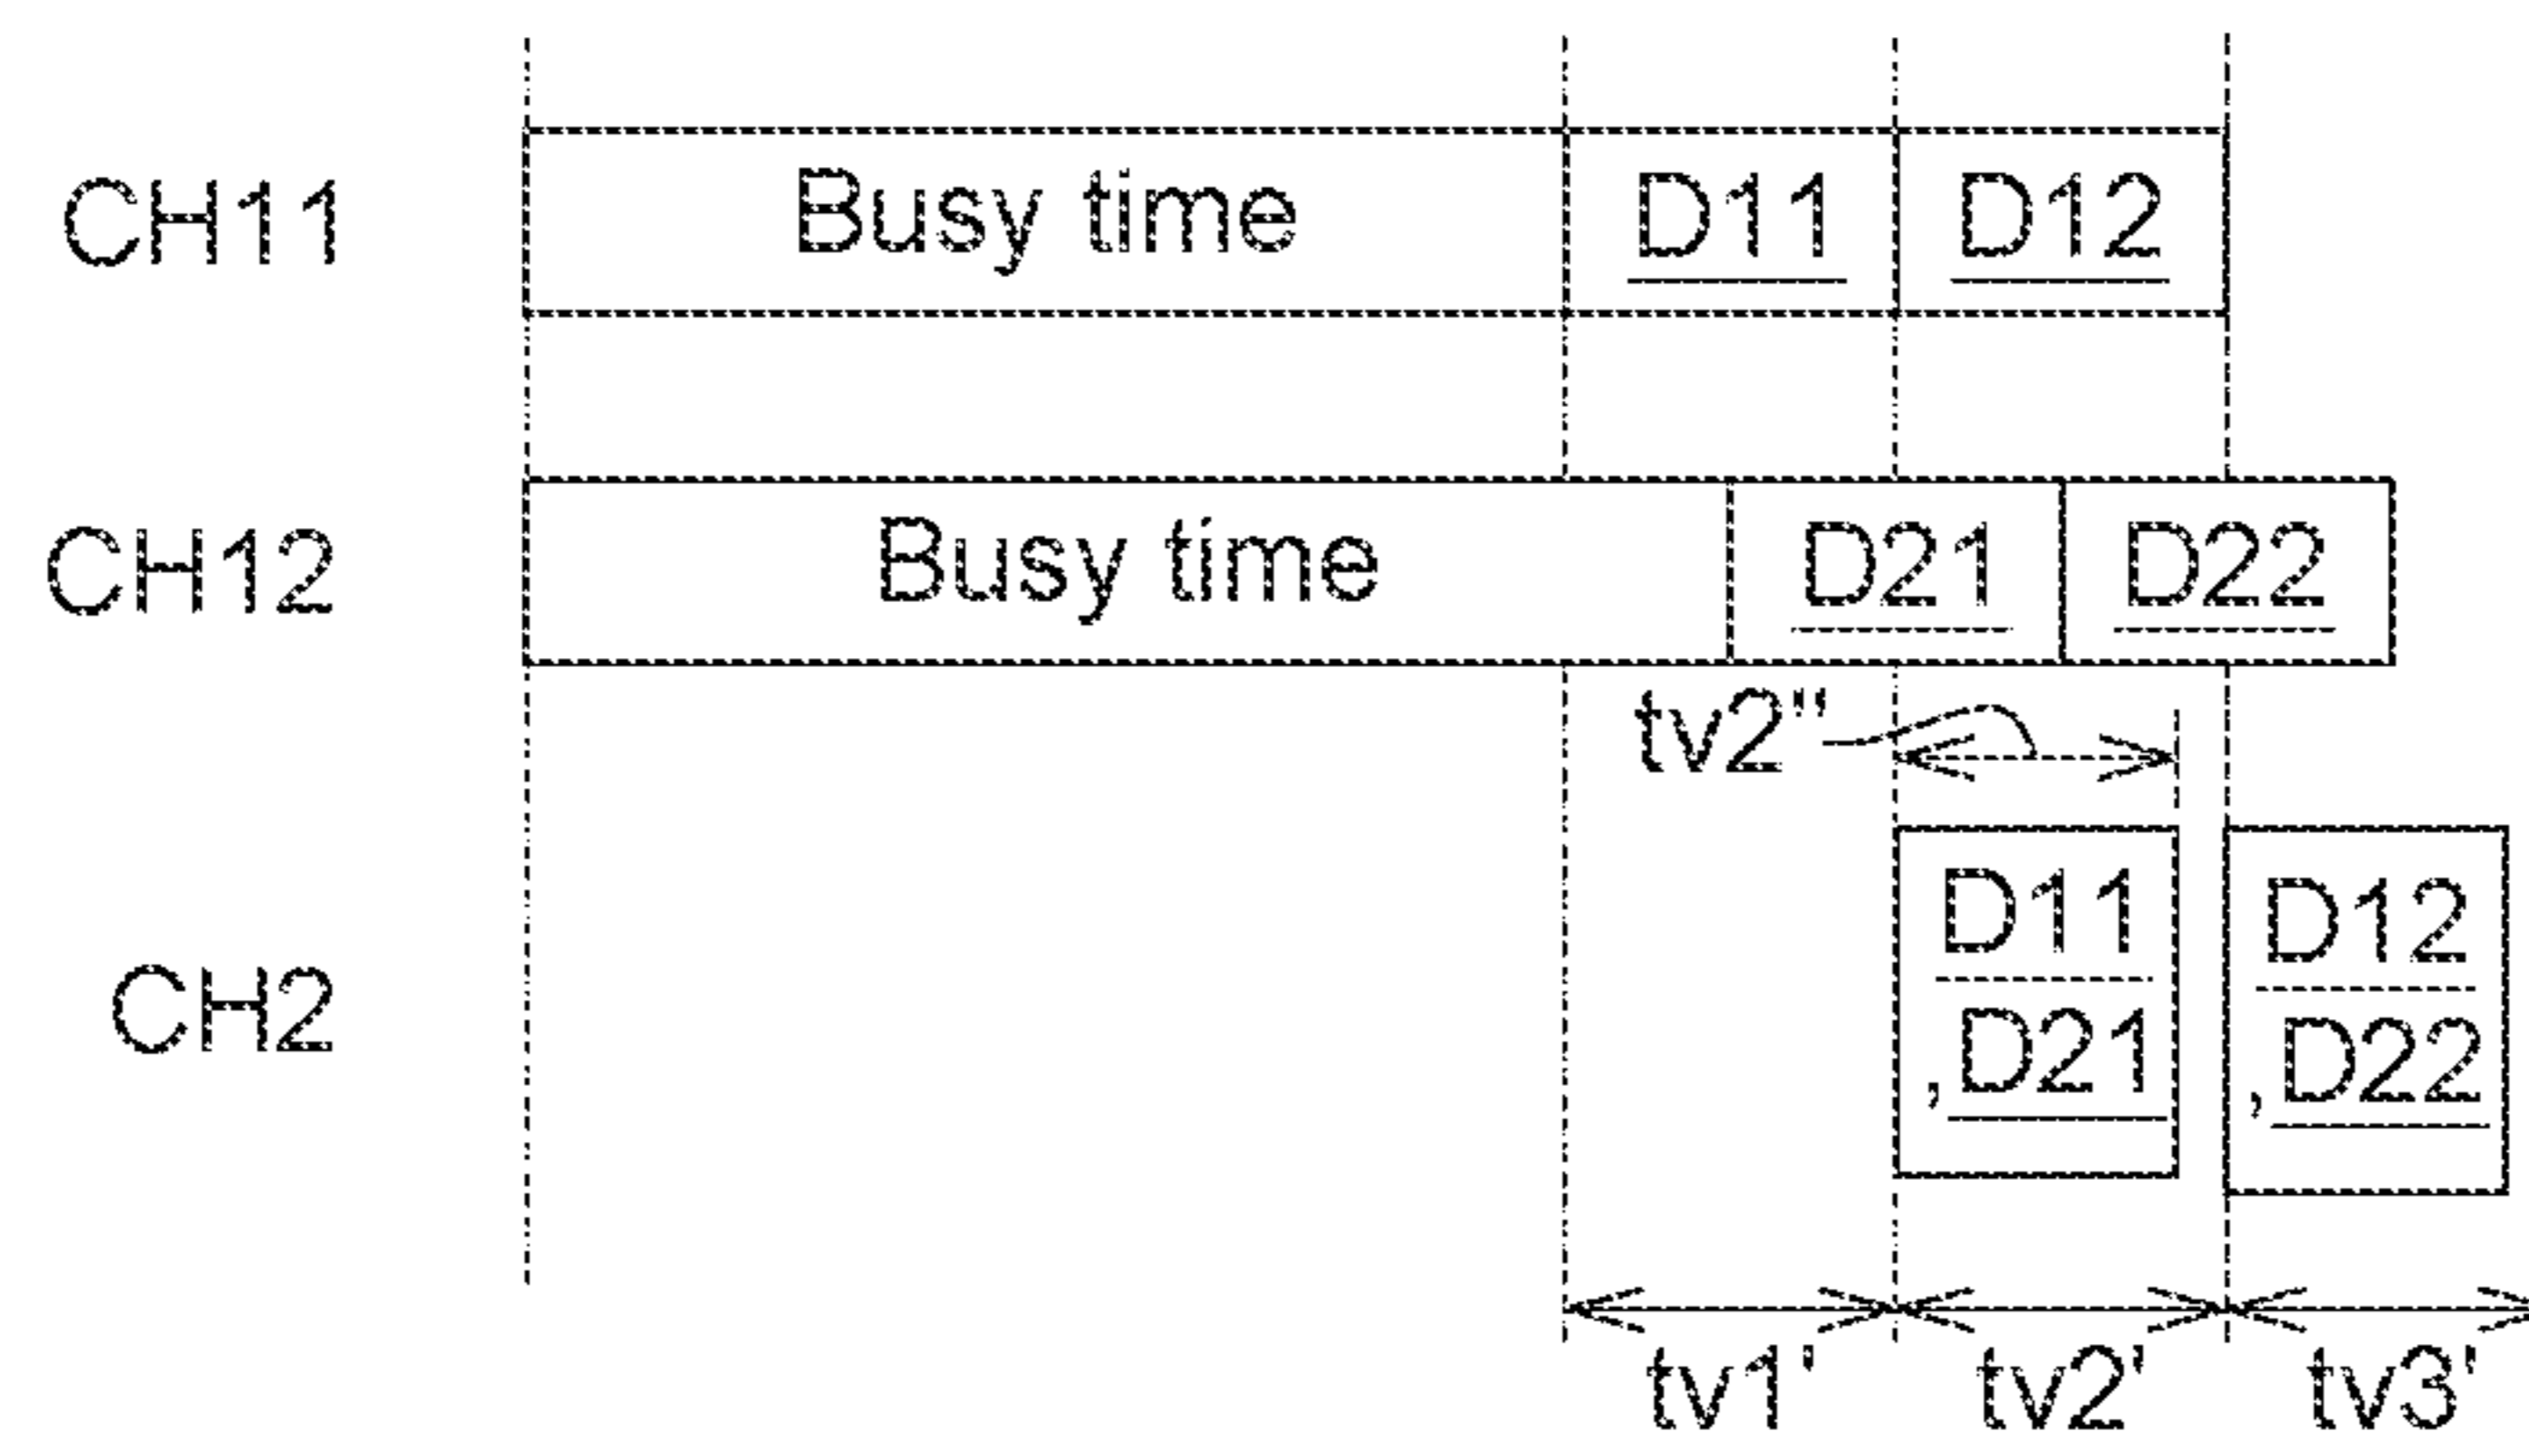 CH11 Busy time D11 D12
CH12 Busy time D21 D22
tv2"
CH2 D11 ,D21 D12 ,D22
tv1' tv2' tv3'